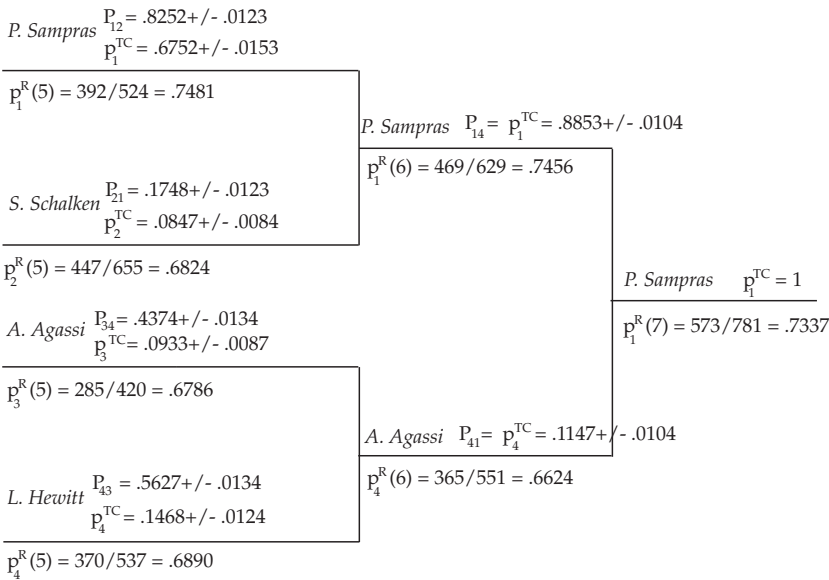 P. Sampras P₁₂ = .8252+/- .0123
p₁ᵀᶜ = .6752+/- .0153
p₁ᴿ(5) = 392/524 = .7481
P. Sampras P₁₄ = p₁ᵀᶜ = .8853+/- .0104
p₁ᴿ(6) = 469/629 = .7456
S. Schalken P₂₁ = .1748+/- .0123
p₂ᵀᶜ = .0847+/- .0084
p₂ᴿ(5) = 447/655 = .6824
P. Sampras p₁ᵀᶜ = 1
p₁ᴿ(7) = 573/781 = .7337
A. Agassi P₃₄ = .4374+/- .0134
p₃ᵀᶜ = .0933+/- .0087
p₃ᴿ(5) = 285/420 = .6786
A. Agassi P₄₁ = p₄ᵀᶜ = .1147+/- .0104
p₄ᴿ(6) = 365/551 = .6624
L. Hewitt P₄₃ = .5627+/- .0134
p₄ᵀᶜ = .1468+/- .0124
p₄ᴿ(5) = 370/537 = .6890